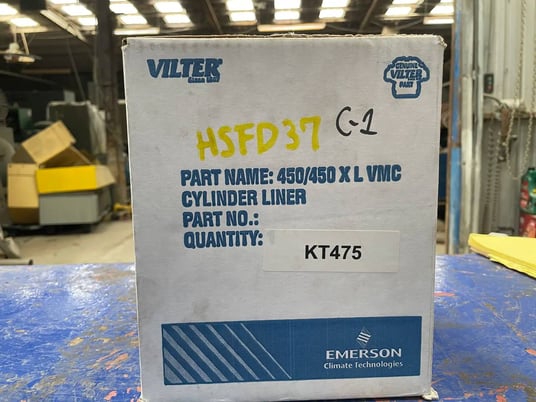 VILTER
GENUINE
VILTER
PART
HSFD37 C-1
PART NAME: 450/450 X L VMC
CYLINDER LINER
PART NO.:
QUANTITY:
KT475
EMERSON
Climate Technologies